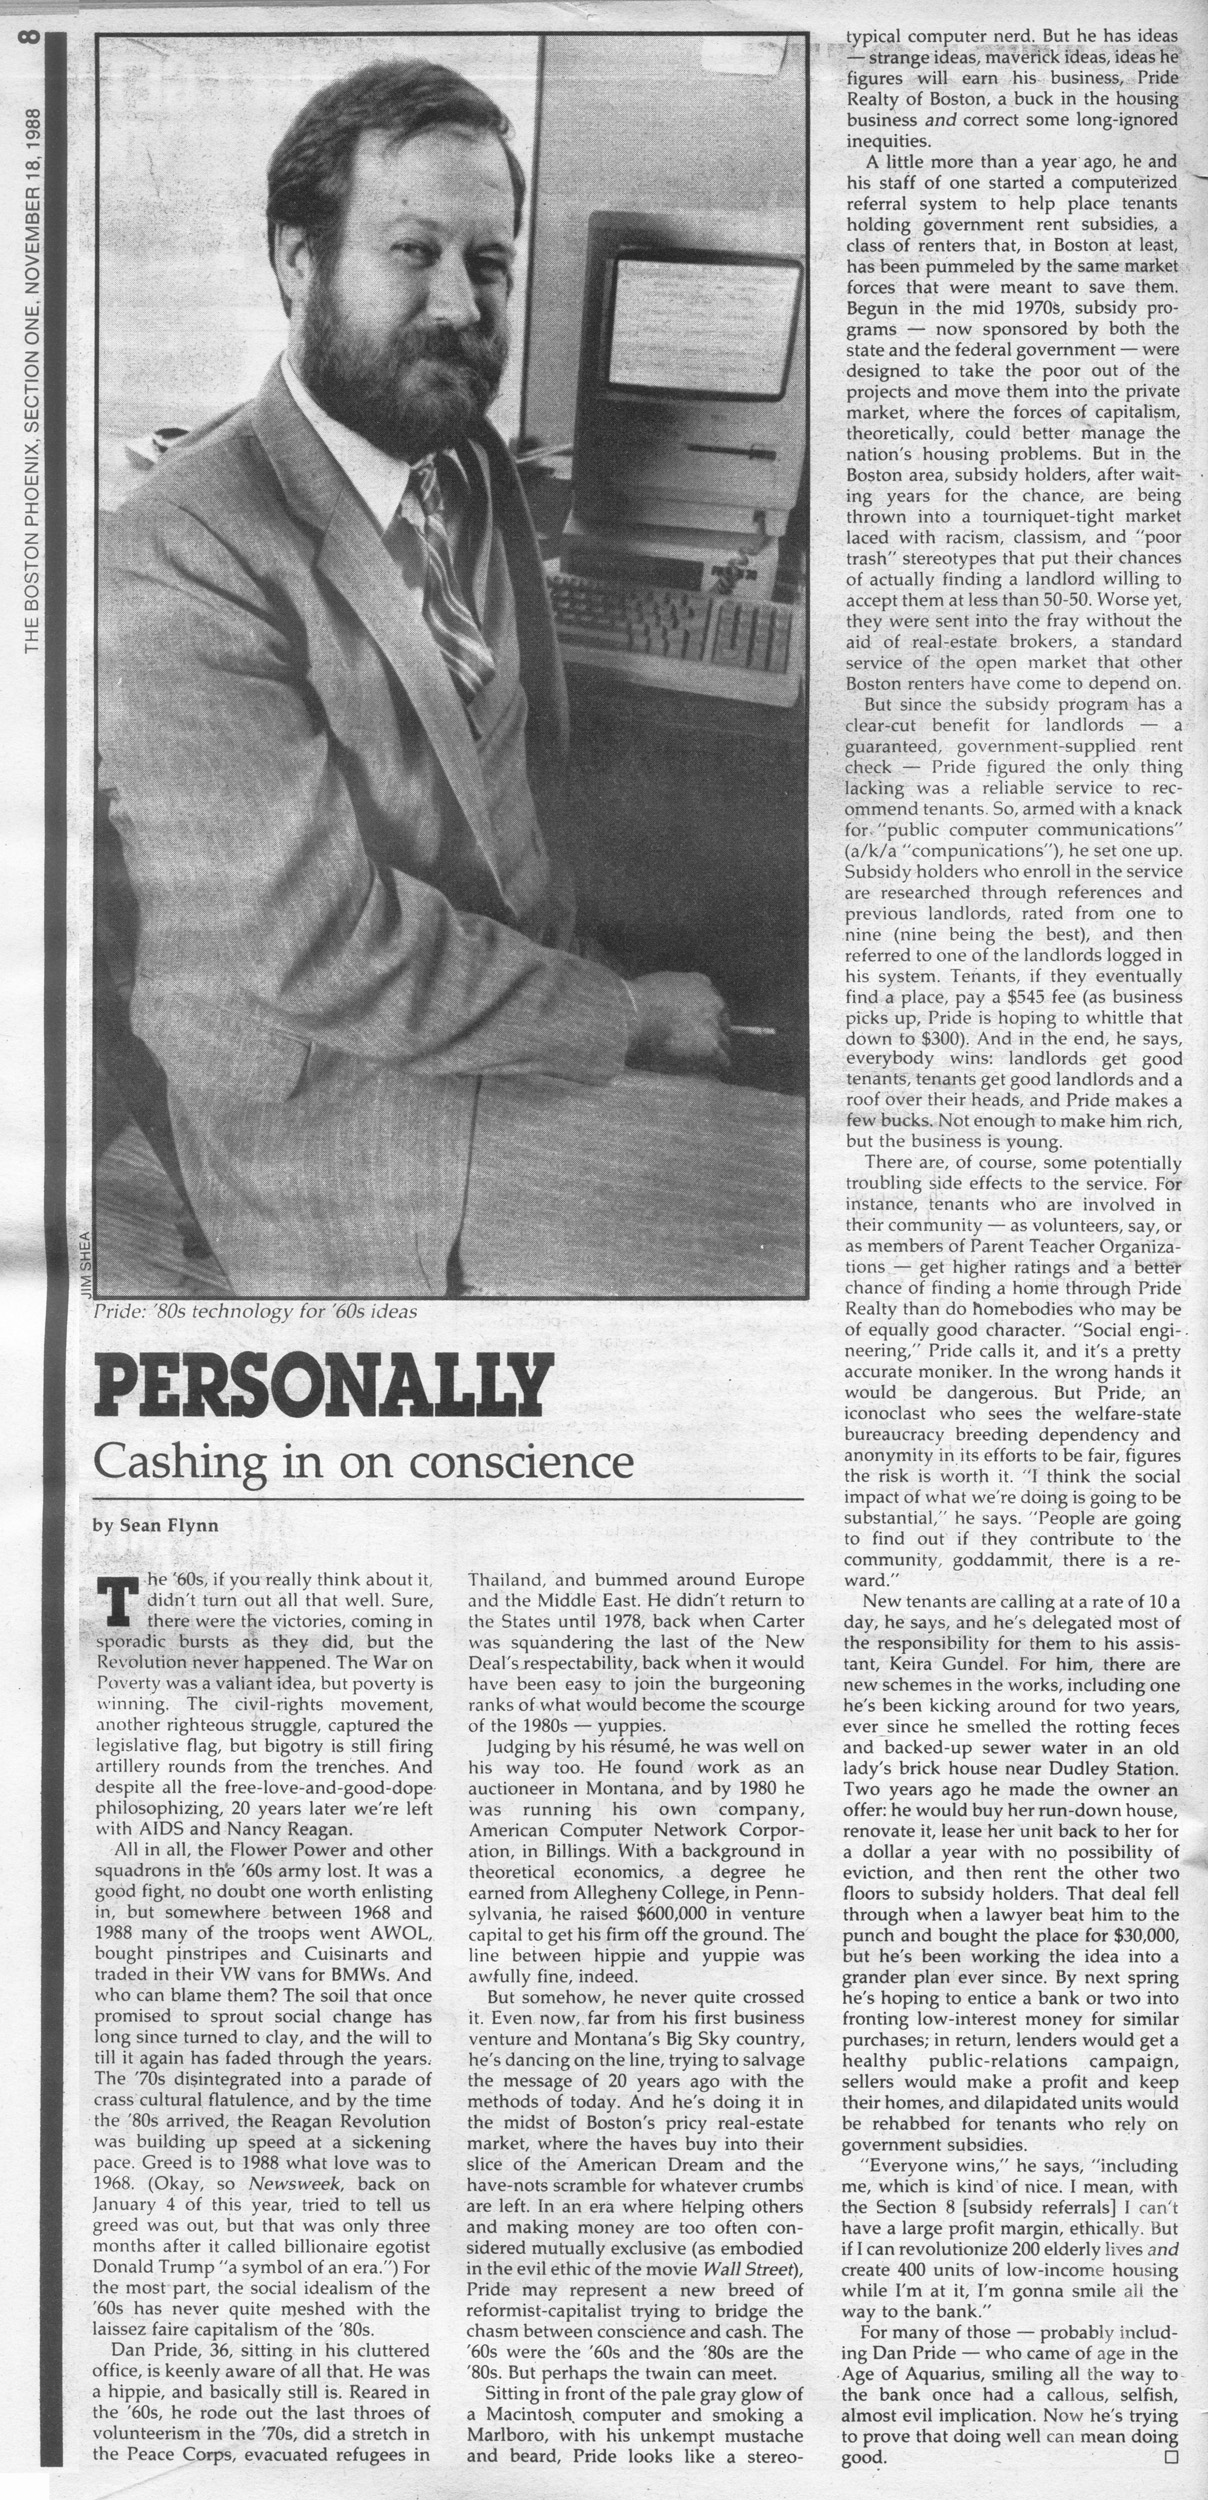 8
THE BOSTON PHOENIX, SECTION ONE, NOVEMBER 18, 1988
JIM SHEA
Pride: '80s technology for '60s ideas
PERSONALLY
Cashing in on conscience
by Sean Flynn
The '60s, if you really think about it,
didn't turn out all that well. Sure,
there were the victories, coming in
sporadic bursts as they did, but the
Revolution never happened. The War on
Poverty was a valiant idea, but poverty is
winning. The civil-rights movement,
another righteous struggle, captured the
legislative flag, but bigotry is still firing
artillery rounds from the trenches. And
despite all the free-love-and-good-dope
philosophizing, 20 years later we're left
with AIDS and Nancy Reagan.
All in all, the Flower Power and other
squadrons in the '60s army lost. It was a
good fight, no doubt one worth enlisting
in, but somewhere between 1968 and
1988 many of the troops went AWOL,
bought pinstripes and Cuisinarts and
traded in their VW vans for BMWs. And
who can blame them? The soil that once
promised to sprout social change has
long since turned to clay, and the will to
till it again has faded through the years.
The '70s disintegrated into a parade of
crass cultural flatulence, and by the time
the '80s arrived, the Reagan Revolution
was building up speed at a sickening
pace. Greed is to 1988 what love was to
1968. (Okay, so Newsweek, back on
January 4 of this year, tried to tell us
greed was out, but that was only three
months after it called billionaire egotist
Donald Trump "a symbol of an era.") For
the most part, the social idealism of the
'60s has never quite meshed with the
laissez faire capitalism of the '80s.
Dan Pride, 36, sitting in his cluttered
office, is keenly aware of all that. He was
a hippie, and basically still is. Reared in
the '60s, he rode out the last throes of
volunteerism in the '70s, did a stretch in
the Peace Corps, evacuated refugees in
Thailand, and bummed around Europe
and the Middle East. He didn't return to
the States until 1978, back when Carter
was squandering the last of the New
Deal's respectability, back when it would
have been easy to join the burgeoning
ranks of what would become the scourge
of the 1980s — yuppies.
Judging by his résumé, he was well on
his way too. He found work as an
auctioneer in Montana, and by 1980 he
was running his own company,
American Computer Network Corpor-
ation, in Billings. With a background in
theoretical economics, a degree he
earned from Allegheny College, in Penn-
sylvania, he raised $600,000 in venture
capital to get his firm off the ground. The
line between hippie and yuppie was
awfully fine, indeed.
But somehow, he never quite crossed
it. Even now, far from his first business
venture and Montana's Big Sky country,
he's dancing on the line, trying to salvage
the message of 20 years ago with the
methods of today. And he's doing it in
the midst of Boston's pricy real-estate
market, where the haves buy into their
slice of the American Dream and the
have-nots scramble for whatever crumbs
are left. In an era where helping others
and making money are too often con-
sidered mutually exclusive (as embodied
in the evil ethic of the movie Wall Street),
Pride may represent a new breed of
reformist-capitalist trying to bridge the
chasm between conscience and cash. The
'60s were the '60s and the '80s are the
'80s. But perhaps the twain can meet.
Sitting in front of the pale gray glow of
a Macintosh computer and smoking a
Marlboro, with his unkempt mustache
and beard, Pride looks like a stereo-
typical computer nerd. But he has ideas
— strange ideas, maverick ideas, ideas he
figures will earn his business, Pride
Realty of Boston, a buck in the housing
business and correct some long-ignored
inequities.
A little more than a year ago, he and
his staff of one started a computerized
referral system to help place tenants
holding government rent subsidies, a
class of renters that, in Boston at least,
has been pummeled by the same market
forces that were meant to save them.
Begun in the mid 1970s, subsidy pro-
grams — now sponsored by both the
state and the federal government — were
designed to take the poor out of the
projects and move them into the private
market, where the forces of capitalism,
theoretically, could better manage the
nation's housing problems. But in the
Boston area, subsidy holders, after wait-
ing years for the chance, are being
thrown into a tourniquet-tight market
laced with racism, classism, and "poor
trash" stereotypes that put their chances
of actually finding a landlord willing to
accept them at less than 50-50. Worse yet,
they were sent into the fray without the
aid of real-estate brokers, a standard
service of the open market that other
Boston renters have come to depend on.
But since the subsidy program has a
clear-cut benefit for landlords — a
guaranteed, government-supplied rent
check — Pride figured the only thing
lacking was a reliable service to rec-
ommend tenants. So, armed with a knack
for "public computer communications"
(a/k/a "compunications"), he set one up.
Subsidy holders who enroll in the service
are researched through references and
previous landlords, rated from one to
nine (nine being the best), and then
referred to one of the landlords logged in
his system. Tenants, if they eventually
find a place, pay a $545 fee (as business
picks up, Pride is hoping to whittle that
down to $300). And in the end, he says,
everybody wins: landlords get good
tenants, tenants get good landlords and a
roof over their heads, and Pride makes a
few bucks. Not enough to make him rich,
but the business is young.
There are, of course, some potentially
troubling side effects to the service. For
instance, tenants who are involved in
their community — as volunteers, say, or
as members of Parent Teacher Organiza-
tions — get higher ratings and a better
chance of finding a home through Pride
Realty than do homebodies who may be
of equally good character. "Social engi-
neering," Pride calls it, and it's a pretty
accurate moniker. In the wrong hands it
would be dangerous. But Pride, an
iconoclast who sees the welfare-state
bureaucracy breeding dependency and
anonymity in its efforts to be fair, figures
the risk is worth it. "I think the social
impact of what we're doing is going to be
substantial," he says. "People are going
to find out if they contribute to the
community, goddammit, there is a re-
ward."
New tenants are calling at a rate of 10 a
day, he says, and he's delegated most of
the responsibility for them to his assis-
tant, Keira Gundel. For him, there are
new schemes in the works, including one
he's been kicking around for two years,
ever since he smelled the rotting feces
and backed-up sewer water in an old
lady's brick house near Dudley Station.
Two years ago he made the owner an
offer: he would buy her run-down house,
renovate it, lease her unit back to her for
a dollar a year with no possibility of
eviction, and then rent the other two
floors to subsidy holders. That deal fell
through when a lawyer beat him to the
punch and bought the place for $30,000,
but he's been working the idea into a
grander plan ever since. By next spring
he's hoping to entice a bank or two into
fronting low-interest money for similar
purchases; in return, lenders would get a
healthy public-relations campaign,
sellers would make a profit and keep
their homes, and dilapidated units would
be rehabbed for tenants who rely on
government subsidies.
"Everyone wins," he says, "including
me, which is kind of nice. I mean, with
the Section 8 [subsidy referrals] I can't
have a large profit margin, ethically. But
if I can revolutionize 200 elderly lives and
create 400 units of low-income housing
while I'm at it, I'm gonna smile all the
way to the bank."
For many of those — probably includ-
ing Dan Pride — who came of age in the
Age of Aquarius, smiling all the way to
the bank once had a callous, selfish,
almost evil implication. Now he's trying
to prove that doing well can mean doing
good. □